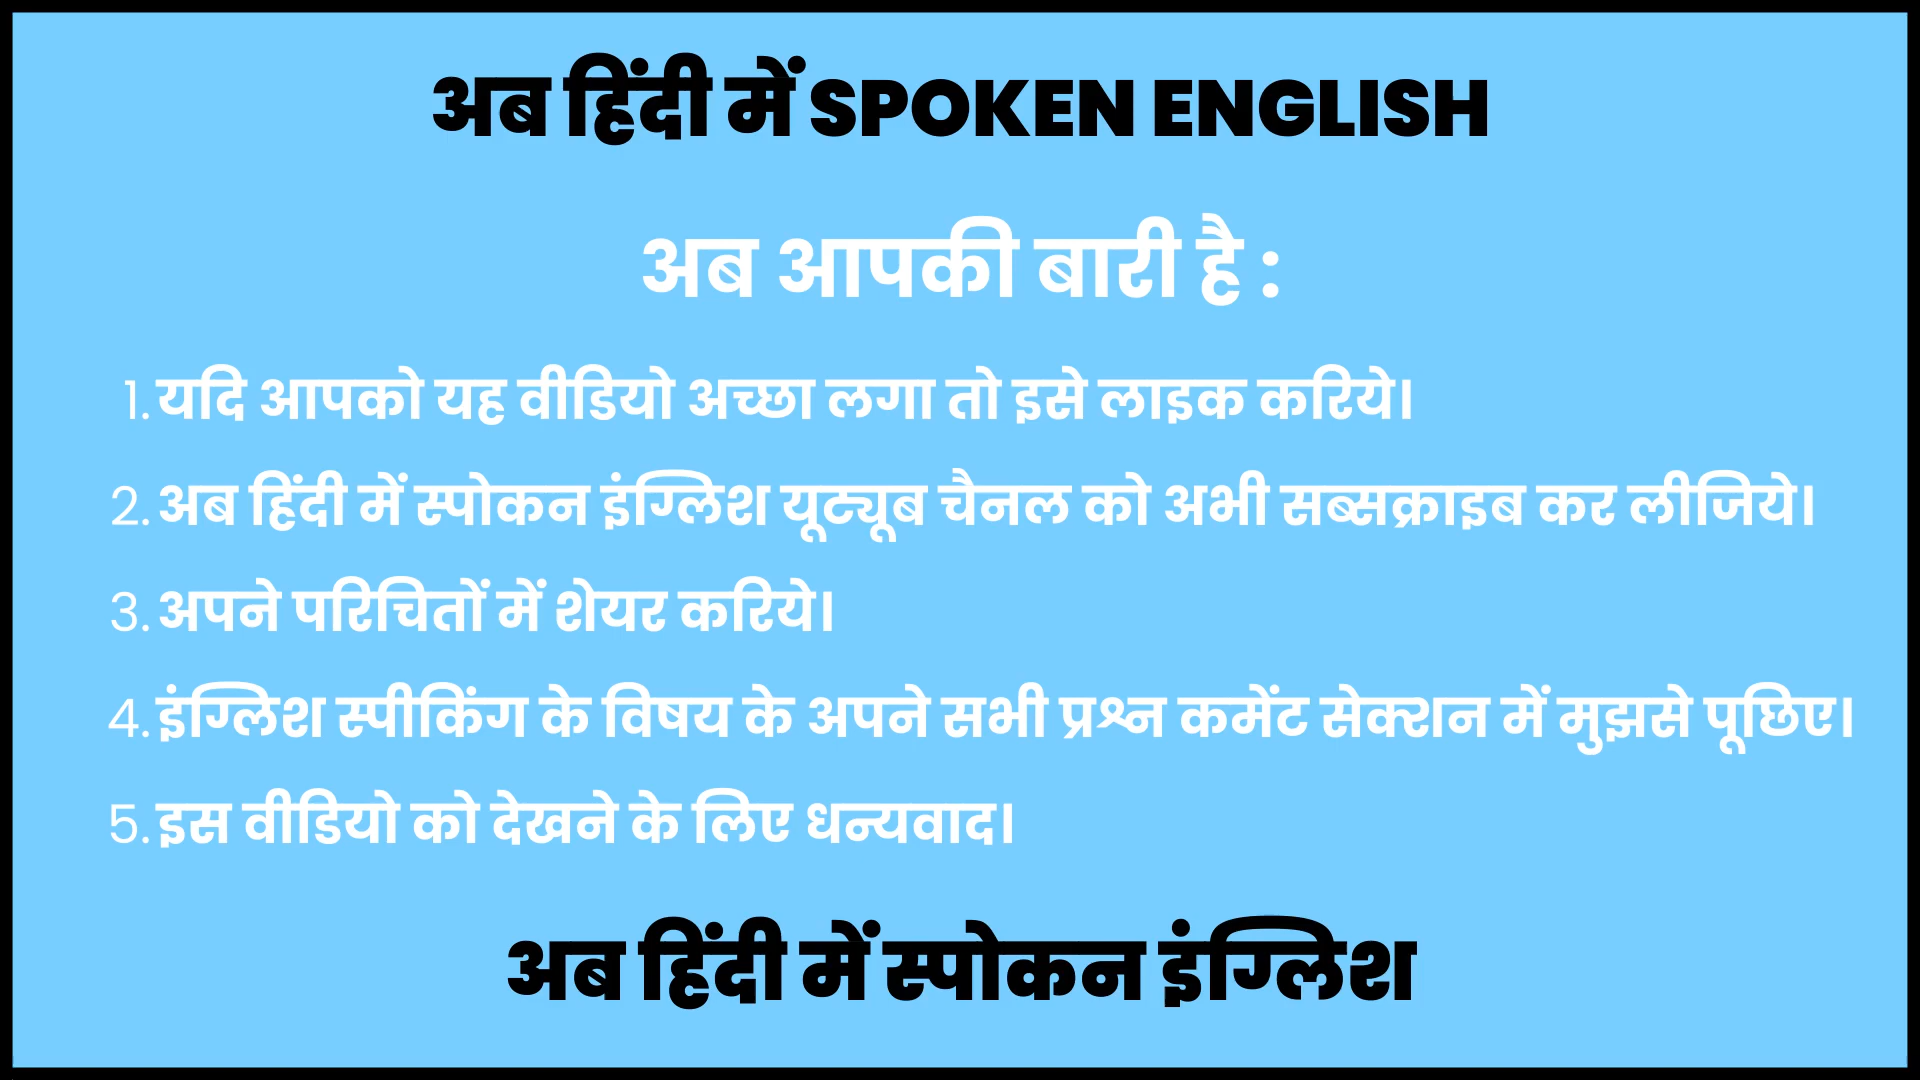 अब हिंदी में SPOKEN ENGLISH
अब आपकी बारी है :
1. यदि आपको यह वीडियो अच्छा लगा तो इसे लाइक करिये।
2. अब हिंदी में स्पोकन इंग्लिश यूट्यूब चैनल को अभी सब्सक्राइब कर लीजिये।
3. अपने परिचितों में शेयर करिये।
4. इंग्लिश स्पीकिंग के विषय के अपने सभी प्रश्न कमेंट सेक्शन में मुझसे पूछिए।
5. इस वीडियो को देखने के लिए धन्यवाद।
अब हिंदी में स्पोकन इंग्लिश